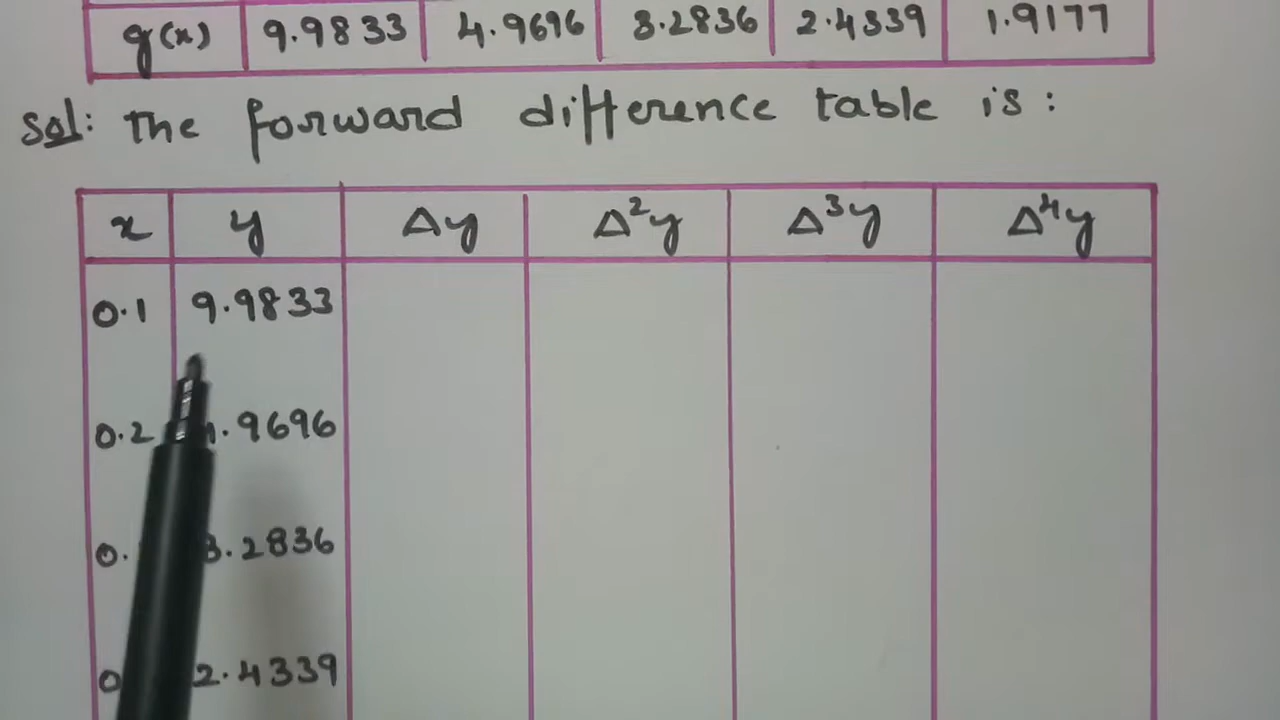 g(x) 9.9833 4.9696 3.2836 2.4339 1.9177
Sol: The forward difference table is:
x y Δy Δ²y Δ³y Δ⁴y
0.1 9.9833
0.2 .9696
0. 3.2836
0 2.4339